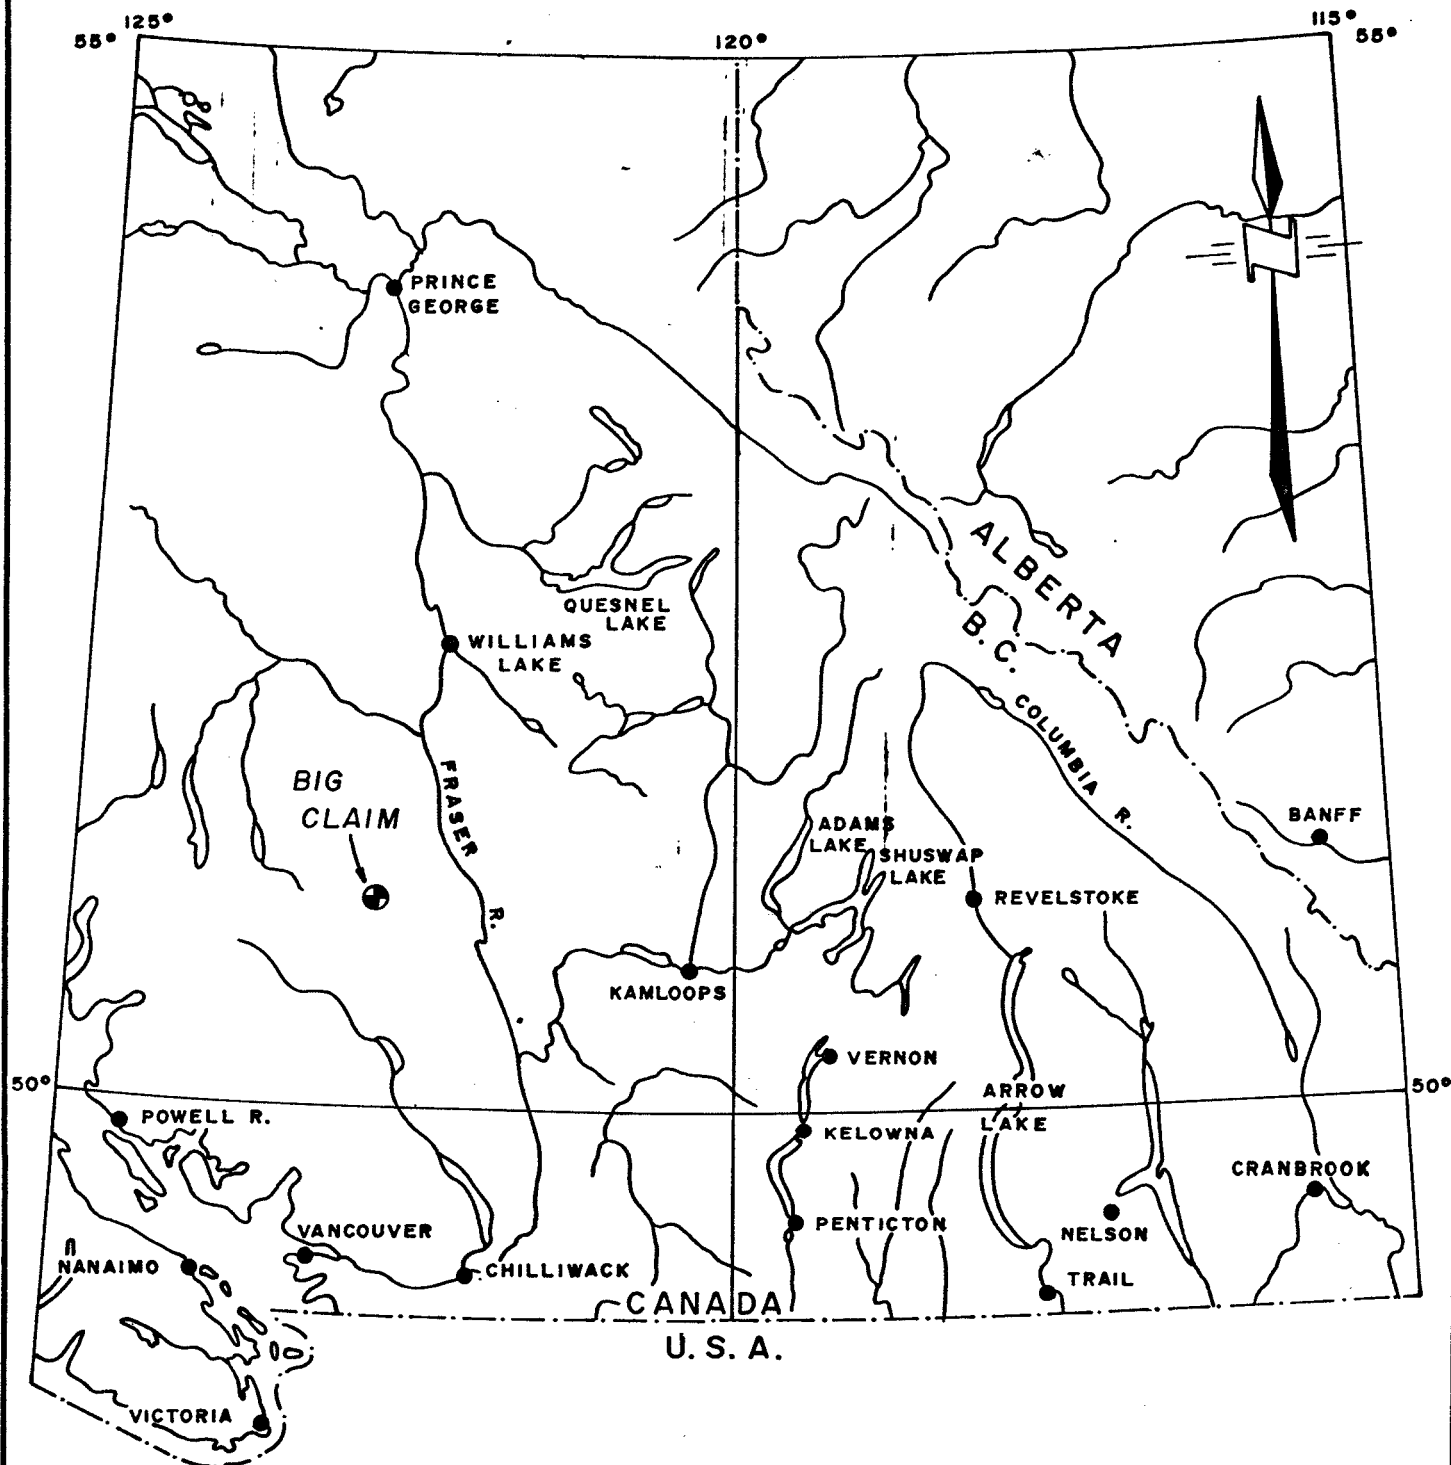 125°
115°
55°
120°
55°
PRINCE
GEORGE
QUESNEL
LAKE
WILLIAMS
LAKE
ALBERTA
B.C.
COLUMBIA R.
BIG
CLAIM
FRASER R.
ADAMS
LAKE
SHUSWAP
LAKE
BANFF
REVELSTOKE
KAMLOOPS
VERNON
50°
ARROW
LAKE
50°
POWELL R.
KELOWNA
CRANBROOK
VANCOUVER
PENTICTON
NELSON
NANAIMO
CHILLIWACK
TRAIL
CANADA
U.S.A.
VICTORIA